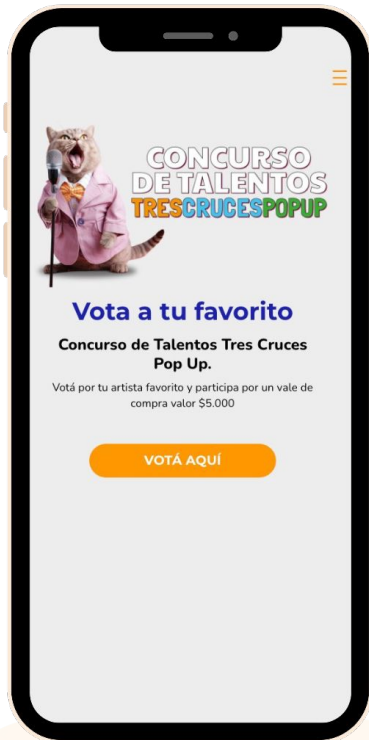 CONCURSO
DE TALENTOS
TRESCRUCESPOPUP
Vota a tu favorito
Concurso de Talentos Tres Cruces
Pop Up.
Votá por tu artista favorito y participa por un vale de
compra valor $5.000
VOTÁ AQUÍ